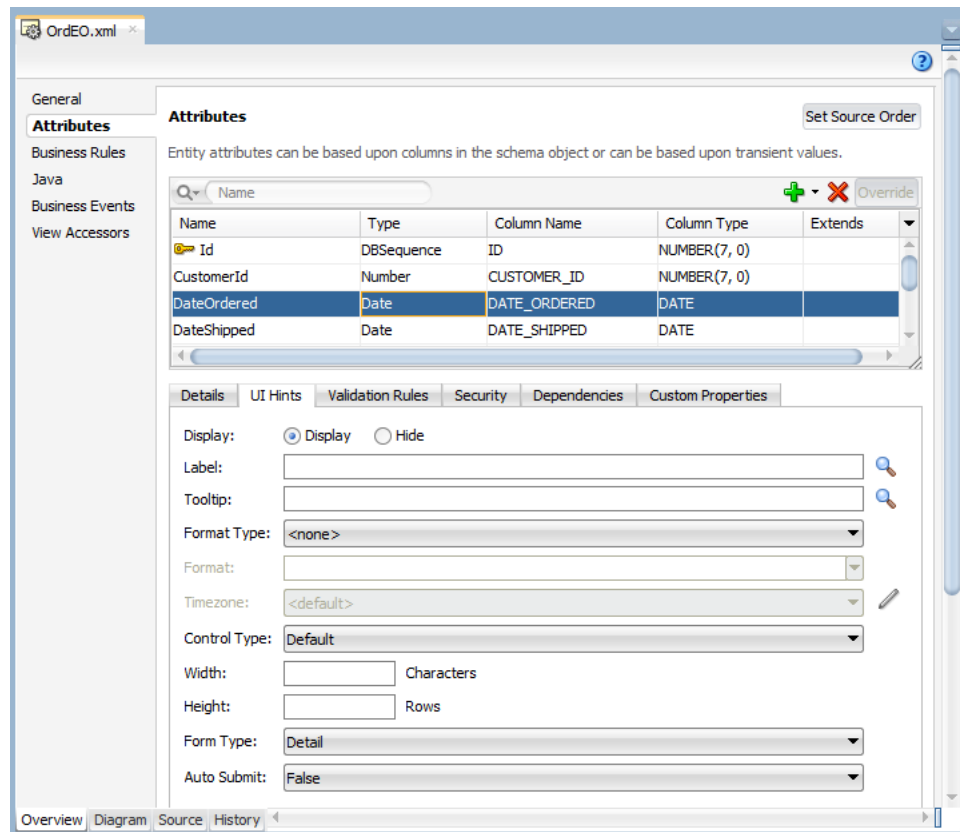 OrdEO.xml
General
Attributes
Business Rules
Java
Business Events
View Accessors
Attributes
Set Source Order
Entity attributes can be based upon columns in the schema object or can be based upon transient values.
Name
Override
Name Type Column Name Column Type Extends
Id DBSequence ID NUMBER(7, 0)
CustomerId Number CUSTOMER_ID NUMBER(7, 0)
DateOrdered Date DATE_ORDERED DATE
DateShipped Date DATE_SHIPPED DATE
Details UI Hints Validation Rules Security Dependencies Custom Properties
Display: Display Hide
Label:
Tooltip:
Format Type: <none>
Format:
Timezone: <default>
Control Type: Default
Width: Characters
Height: Rows
Form Type: Detail
Auto Submit: False
Overview Diagram Source History